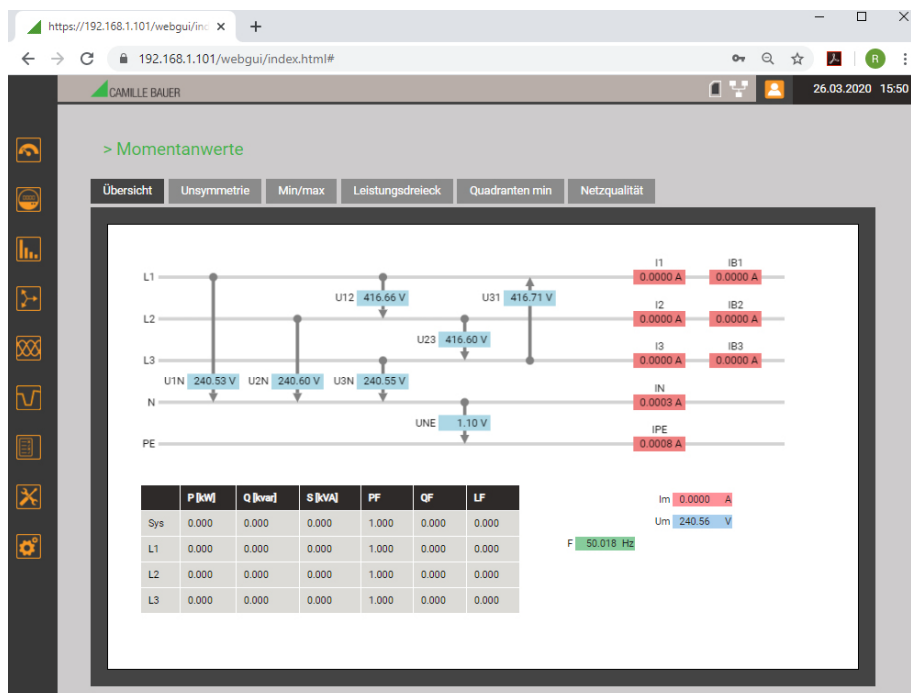 https://192.168.1.101/webgui/inc
192.168.1.101/webgui/index.html#
R
CAMILLE BAUER
26.03.2020 15:50
> Momentanwerte
Übersicht Unsymmetrie Min/max Leistungsdreieck Quadranten min Netzqualität
I1 IB1
L1 0.0000 A 0.0000 A
U12 416.66 V U31 416.71 V
I2 IB2
L2 0.0000 A 0.0000 A
U23 416.60 V
I3 IB3
L3 0.0000 A 0.0000 A
U1N 240.53 V U2N 240.60 V U3N 240.55 V
IN
N 0.0003 A
UNE 1.10 V
IPE
PE 0.0008 A
P [kW] Q [kvar] S [kVA] PF QF LF
Sys 0.000 0.000 0.000 1.000 0.000 0.000
L1 0.000 0.000 0.000 1.000 0.000 0.000
L2 0.000 0.000 0.000 1.000 0.000 0.000
L3 0.000 0.000 0.000 1.000 0.000 0.000
Im 0.0000 A
Um 240.56 V
F 50.018 Hz